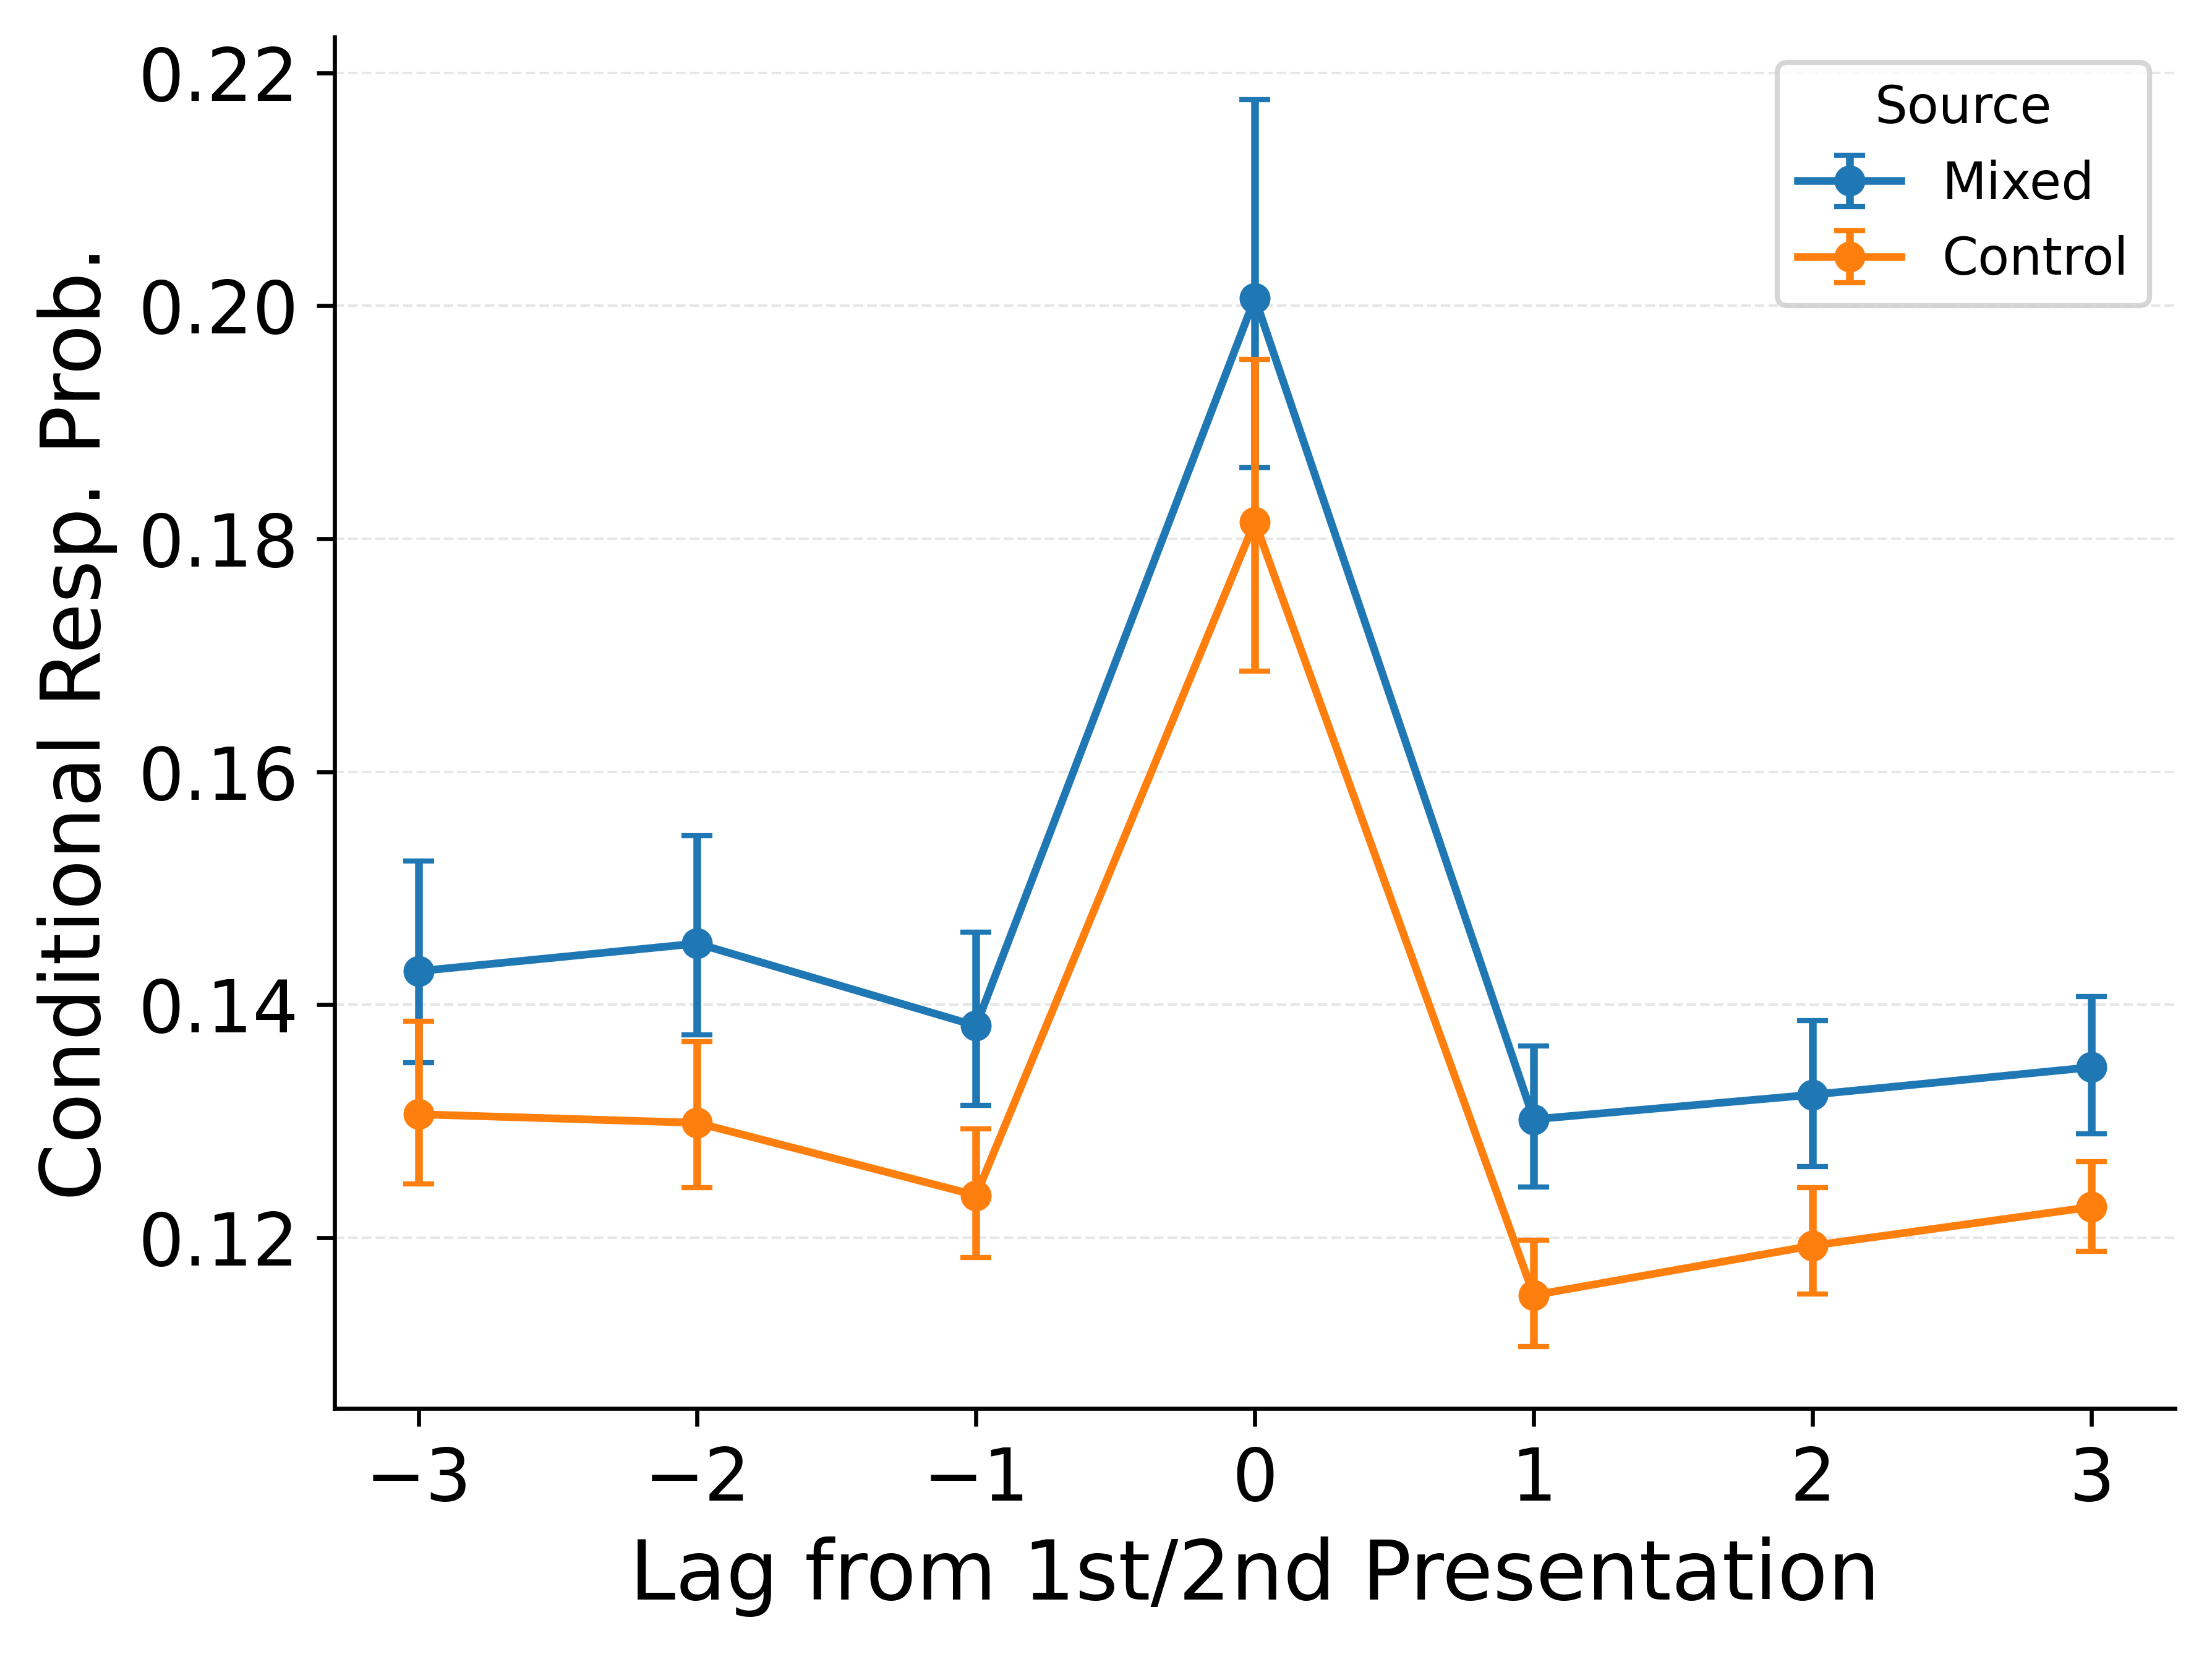 Conditional Resp. Prob.
0.22
0.20
0.18
0.16
0.14
0.12
Source
Mixed
Control
−3 −2 −1 0 1 2 3
Lag from 1st/2nd Presentation